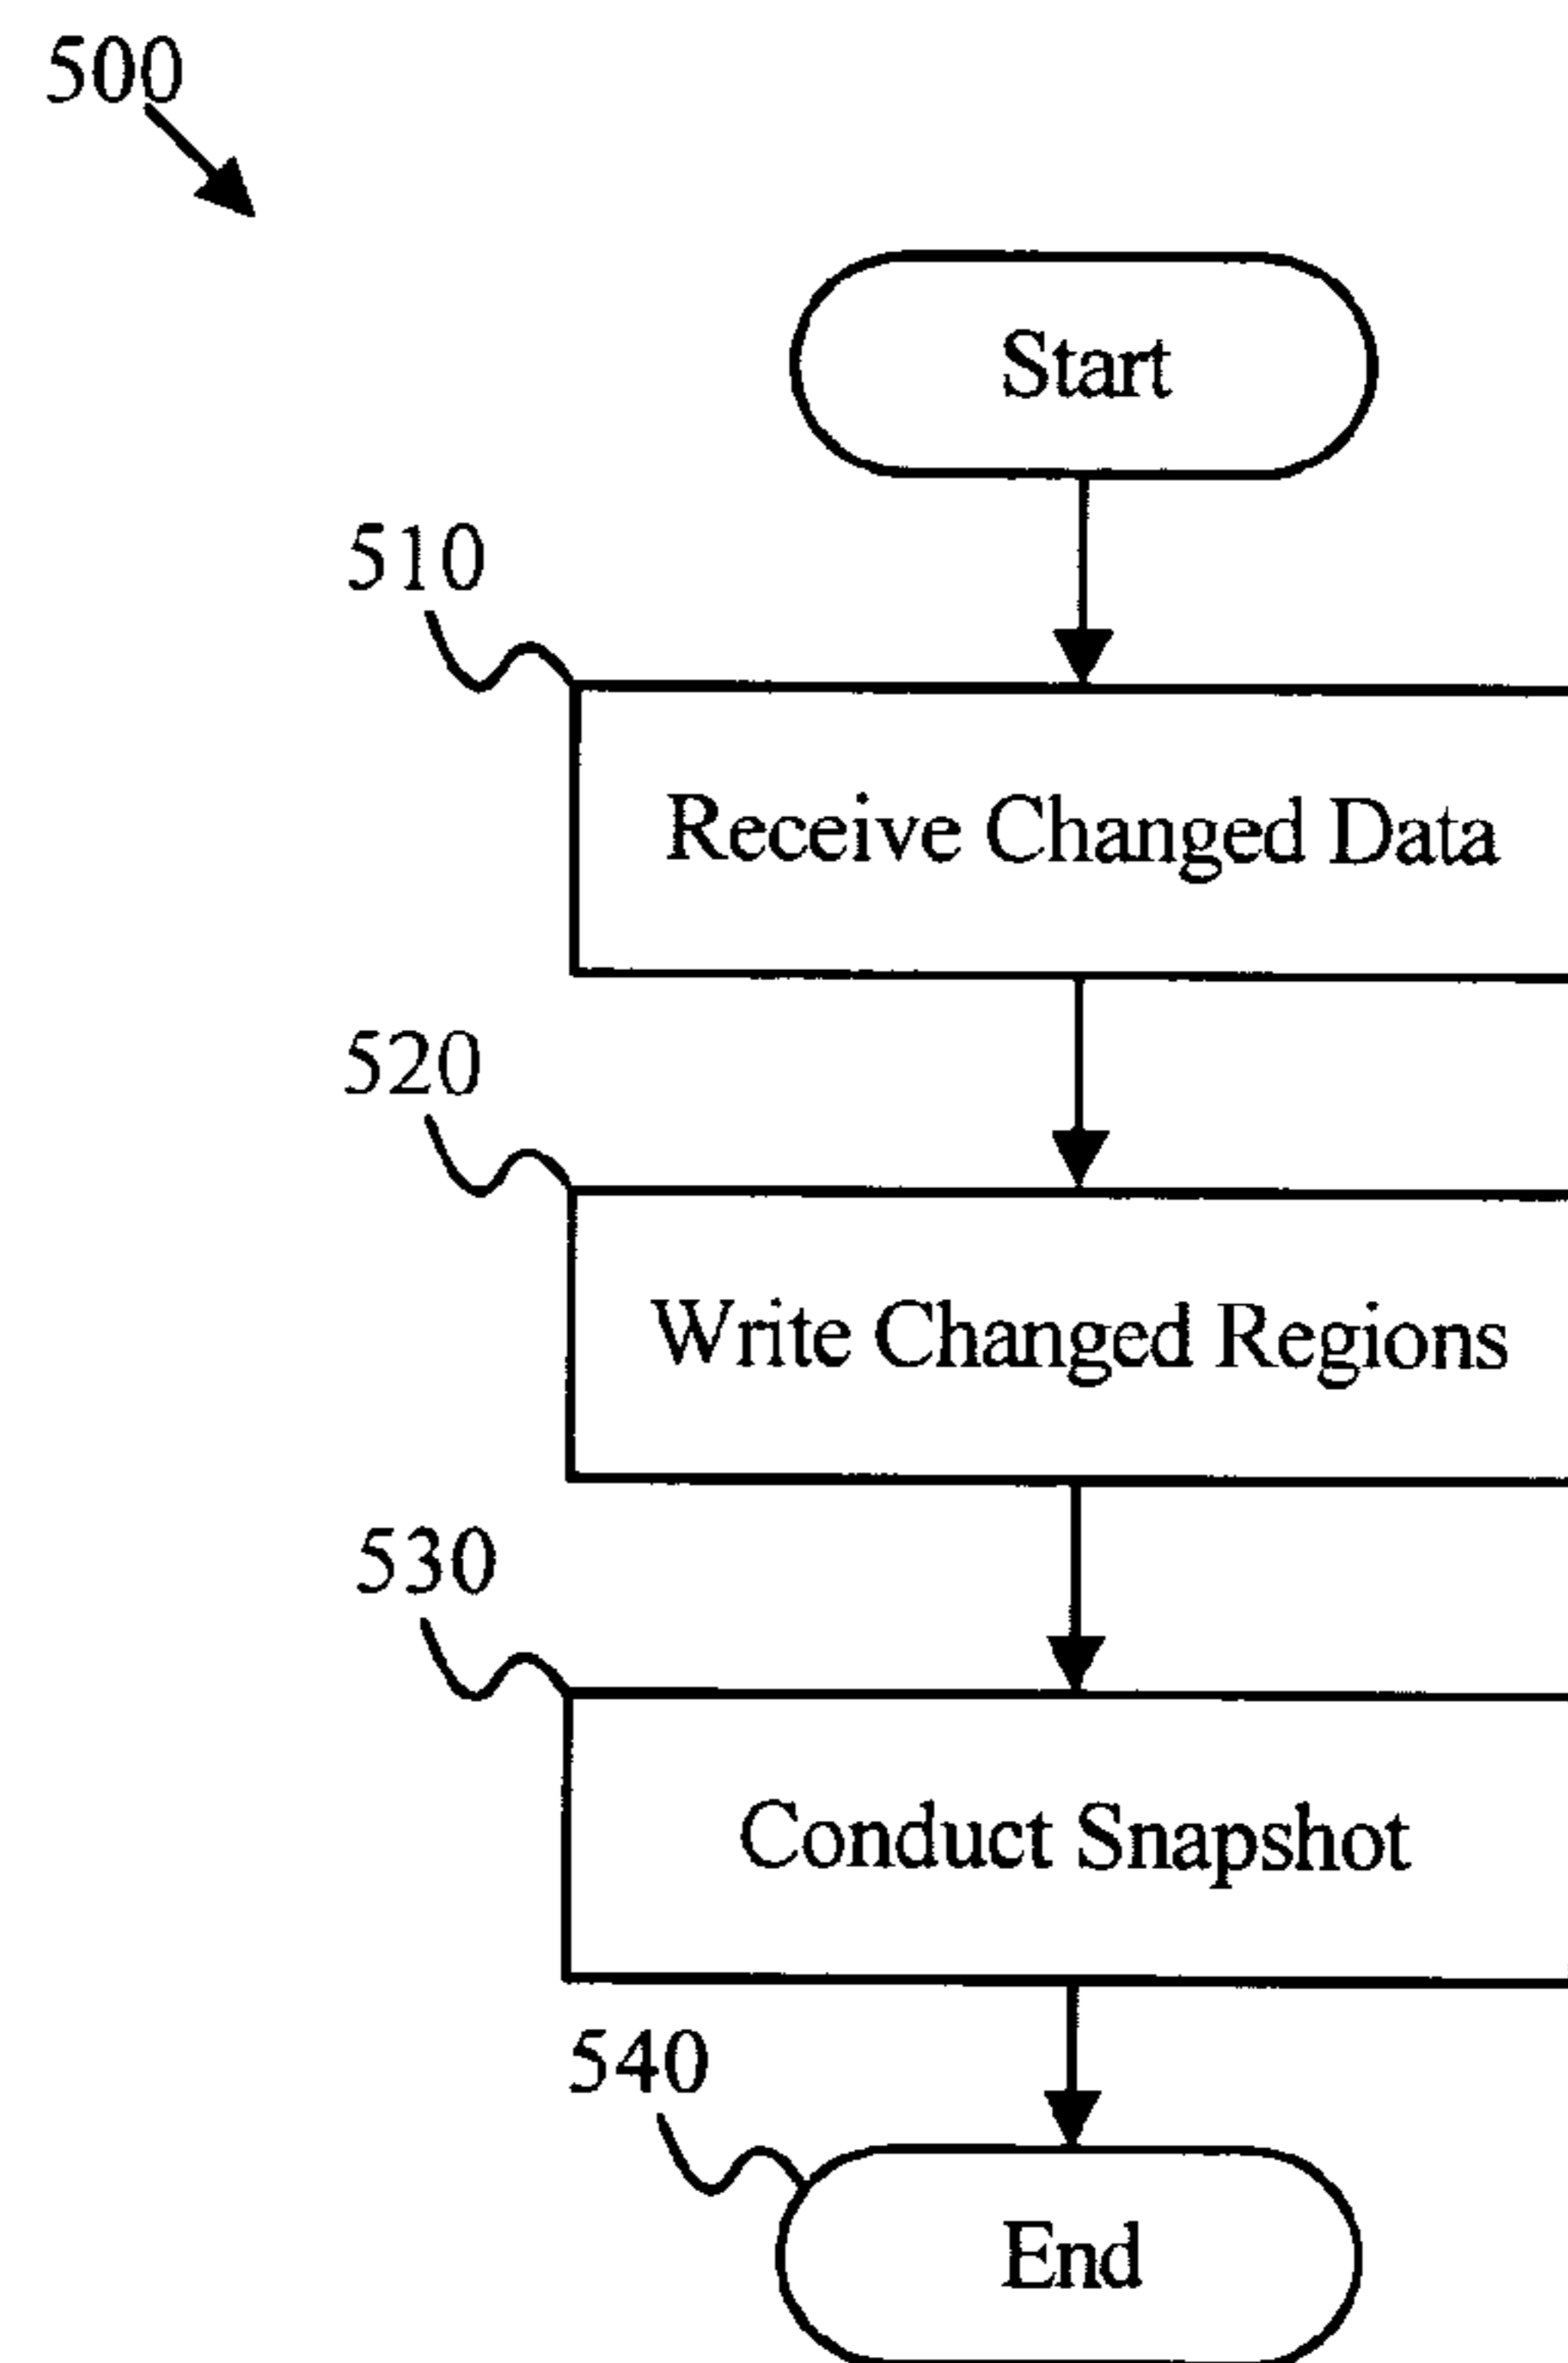 500
Start
510
Receive Changed Data
520
Write Changed Regions
530
Conduct Snapshot
540
End